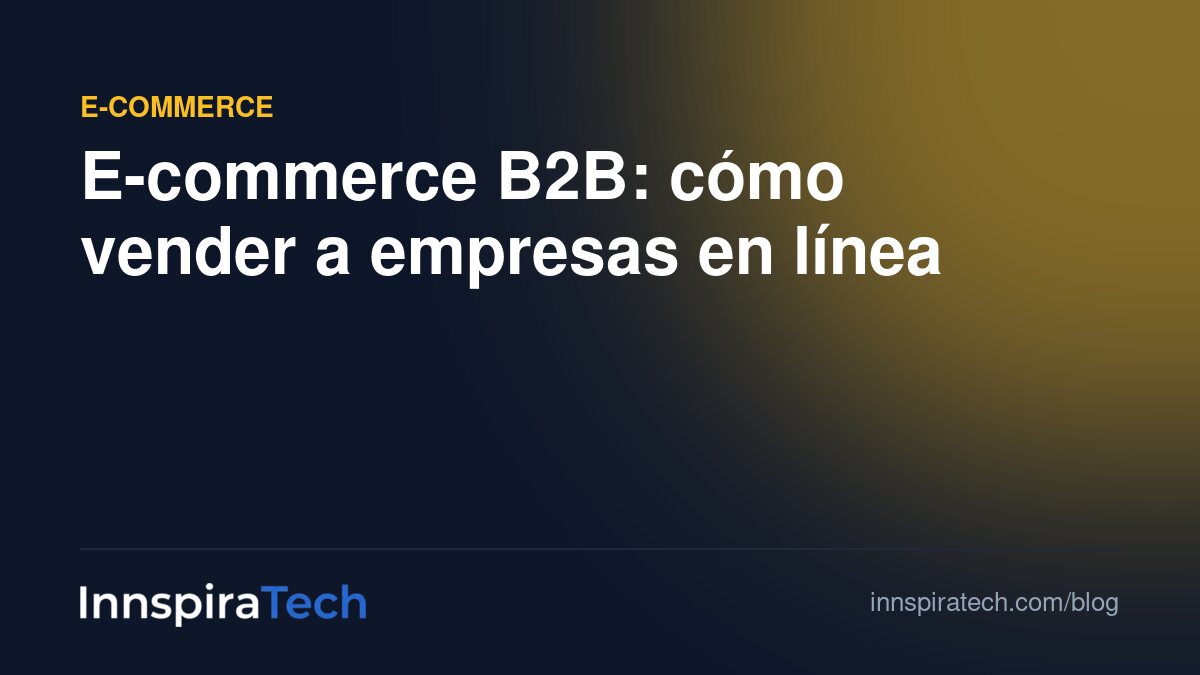 E-COMMERCE
E-commerce B2B: cómo
vender a empresas en línea
InnspiraTech
innspiratech.com/blog